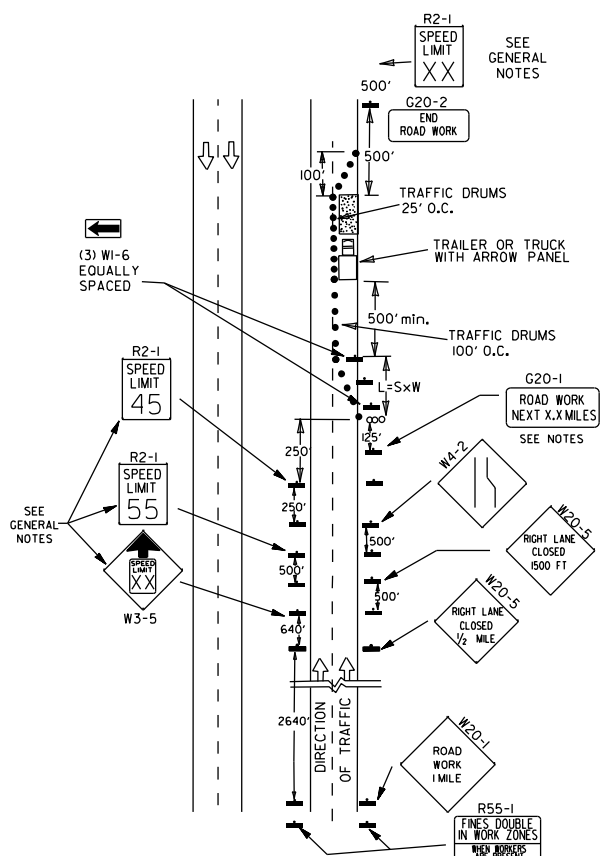 R2-1
SPEED
LIMIT
XX
SEE
GENERAL
NOTES
500'
G20-2
END
ROAD WORK
100'
500'
TRAFFIC DRUMS
25' O.C.
TRAILER OR TRUCK
WITH ARROW PANEL
(3) WI-6
EQUALLY
SPACED
500' min.
TRAFFIC DRUMS
100' O.C.
R2-1
SPEED
LIMIT
45
L=SxW
G20-1
ROAD WORK
NEXT X.X MILES
SEE NOTES
125'
250'
250'
R2-1
SPEED
LIMIT
55
W4-2
SEE
GENERAL
NOTES
500'
500'
W20-5
RIGHT LANE
CLOSED
1500 FT
SPEED
LIMIT
XX
W3-5
500'
640'
W20-5
RIGHT LANE
CLOSED
1/2 MILE
2640'
DIRECTION
OF TRAFFIC
W20-1
ROAD
WORK
1 MILE
R55-1
FINES DOUBLE
IN WORK ZONES
WHEN WORKERS
ARE PRESENT